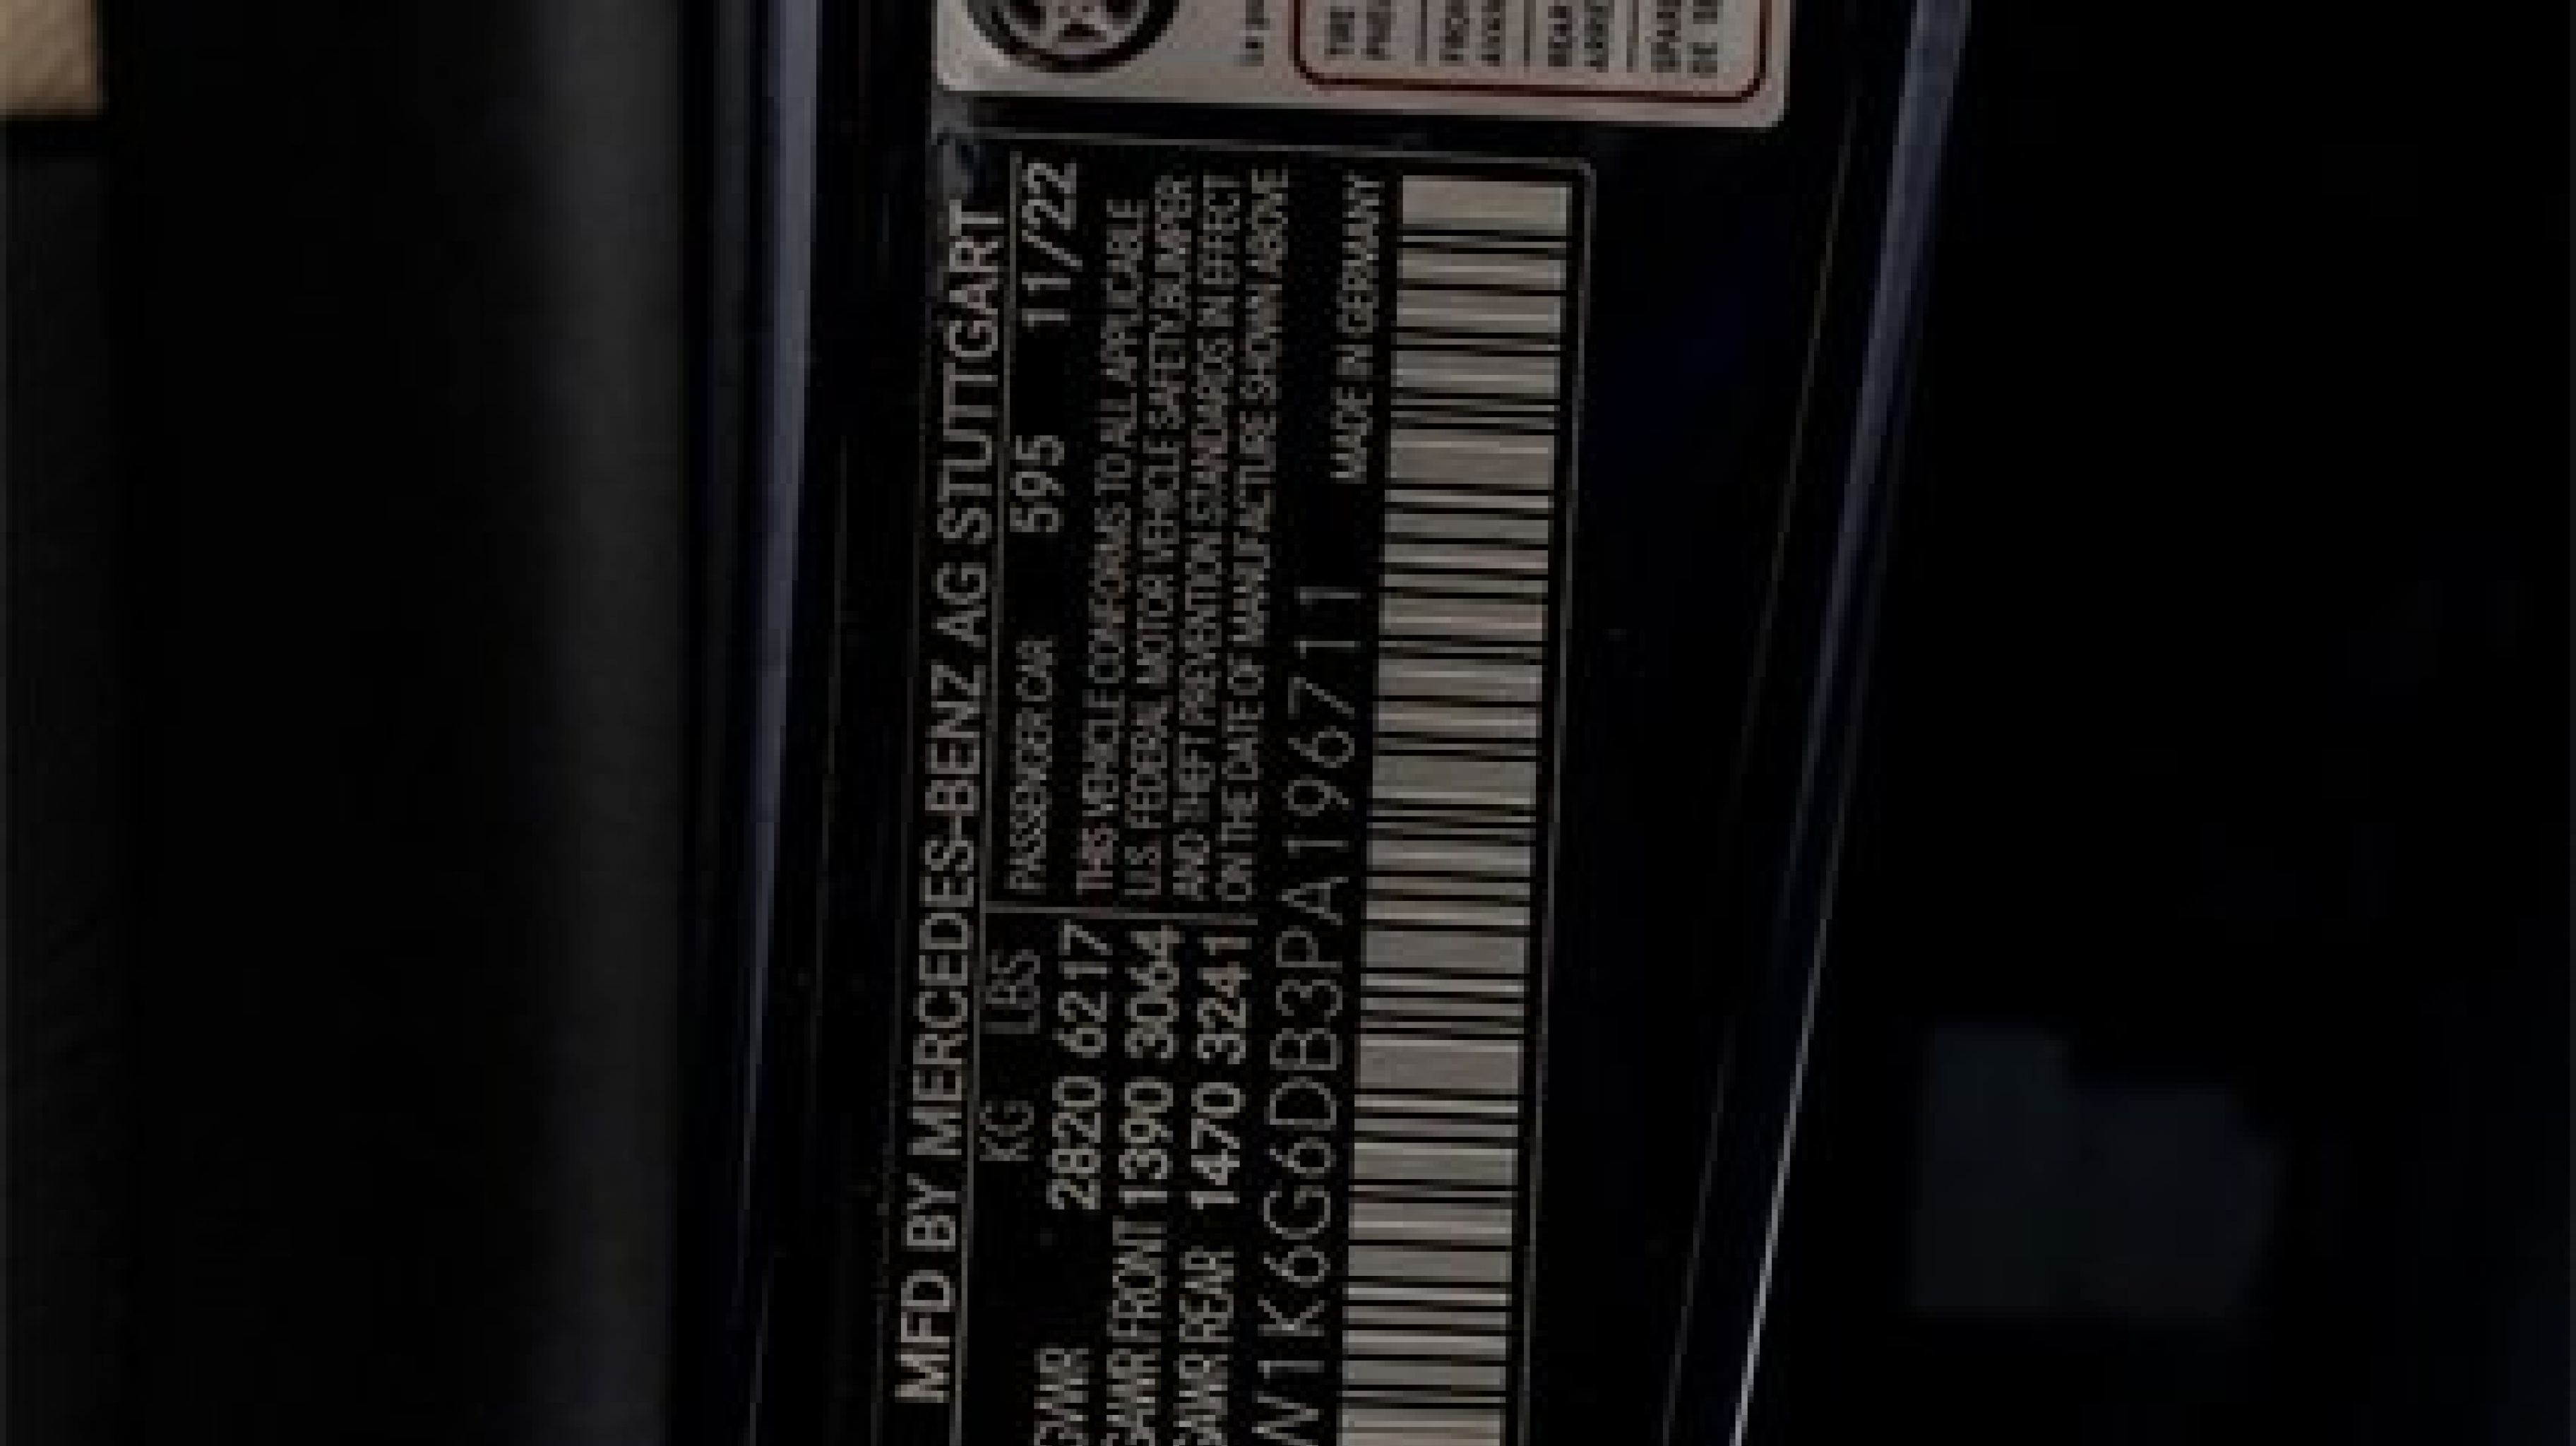 MFD BY MERCEDES-BENZ AG STUTTGART
KG LBS
GVWR 2820 6217
GAWR FRONT 1390 3064
GAWR REAR 1470 3241
PASSENGER CAR 595 11/22
THIS VEHICLE CONFORMS TO ALL APPLICABLE
U.S. FEDERAL MOTOR VEHICLE SAFETY/BUMPER
AND THEFT PREVENTION STANDARDS IN EFFECT
ON THE DATE OF MANUFACTURE SHOWN ABOVE
W1K6G6DB3PA196711
MADE IN GERMANY
TIRE
REAR